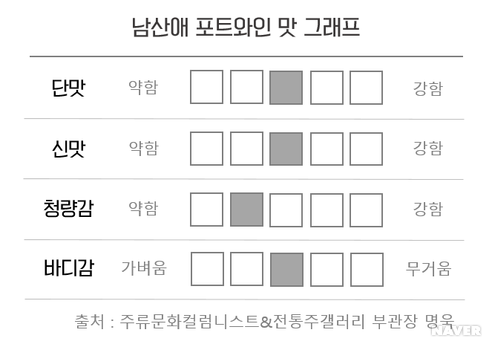 남산애 포트와인 맛 그래프
단맛 약함 강함
신맛 약함 강함
청량감 약함 강함
바디감 가벼움 무거움
출처 : 주류문화컬럼니스트&전통주갤러리 부관장 명욱
NAVER